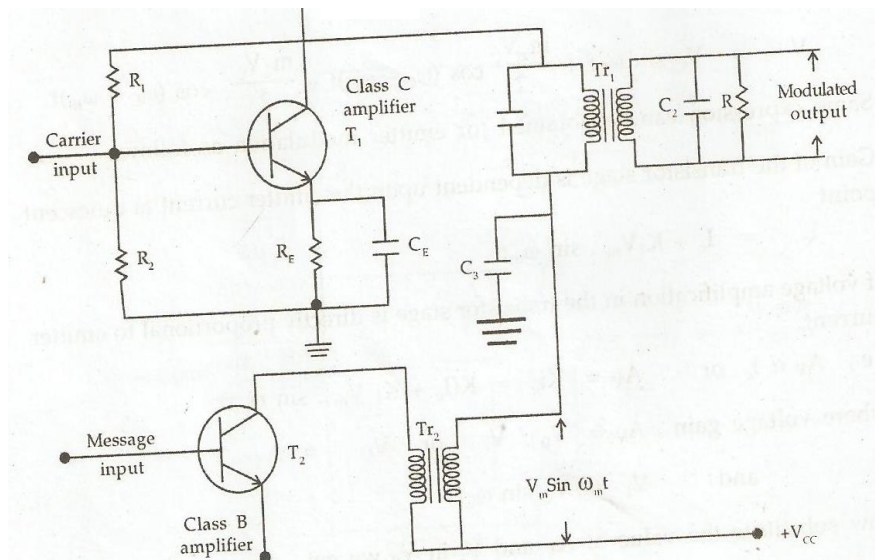 R1
Class C
amplifier
T1
Carrier
input
Tr1
C2
R
Modulated
output
R2
RE
CE
C3
Message
input
T2
Tr2
Class B
amplifier
Vm Sin ωmt
+VCC